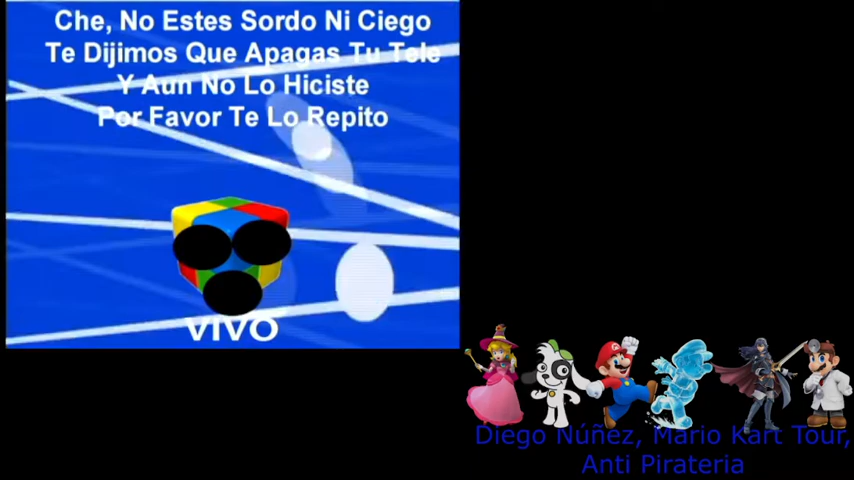 Che, No Estes Sordo Ni Ciego
Te Dijimos Que Apagas Tu Tele
Y Aun No Lo Hiciste
Por Favor Te Lo Repito
VIVO
Diego Núñez, Mario Kart Tour,
Anti Pirateria